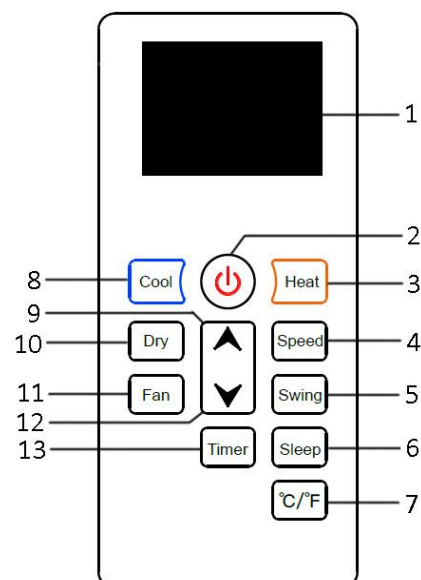 1
2
8 Cool Heat 3
9
10 Dry Speed 4
11 Fan Swing 5
12
13 Timer Sleep 6
°C/°F 7